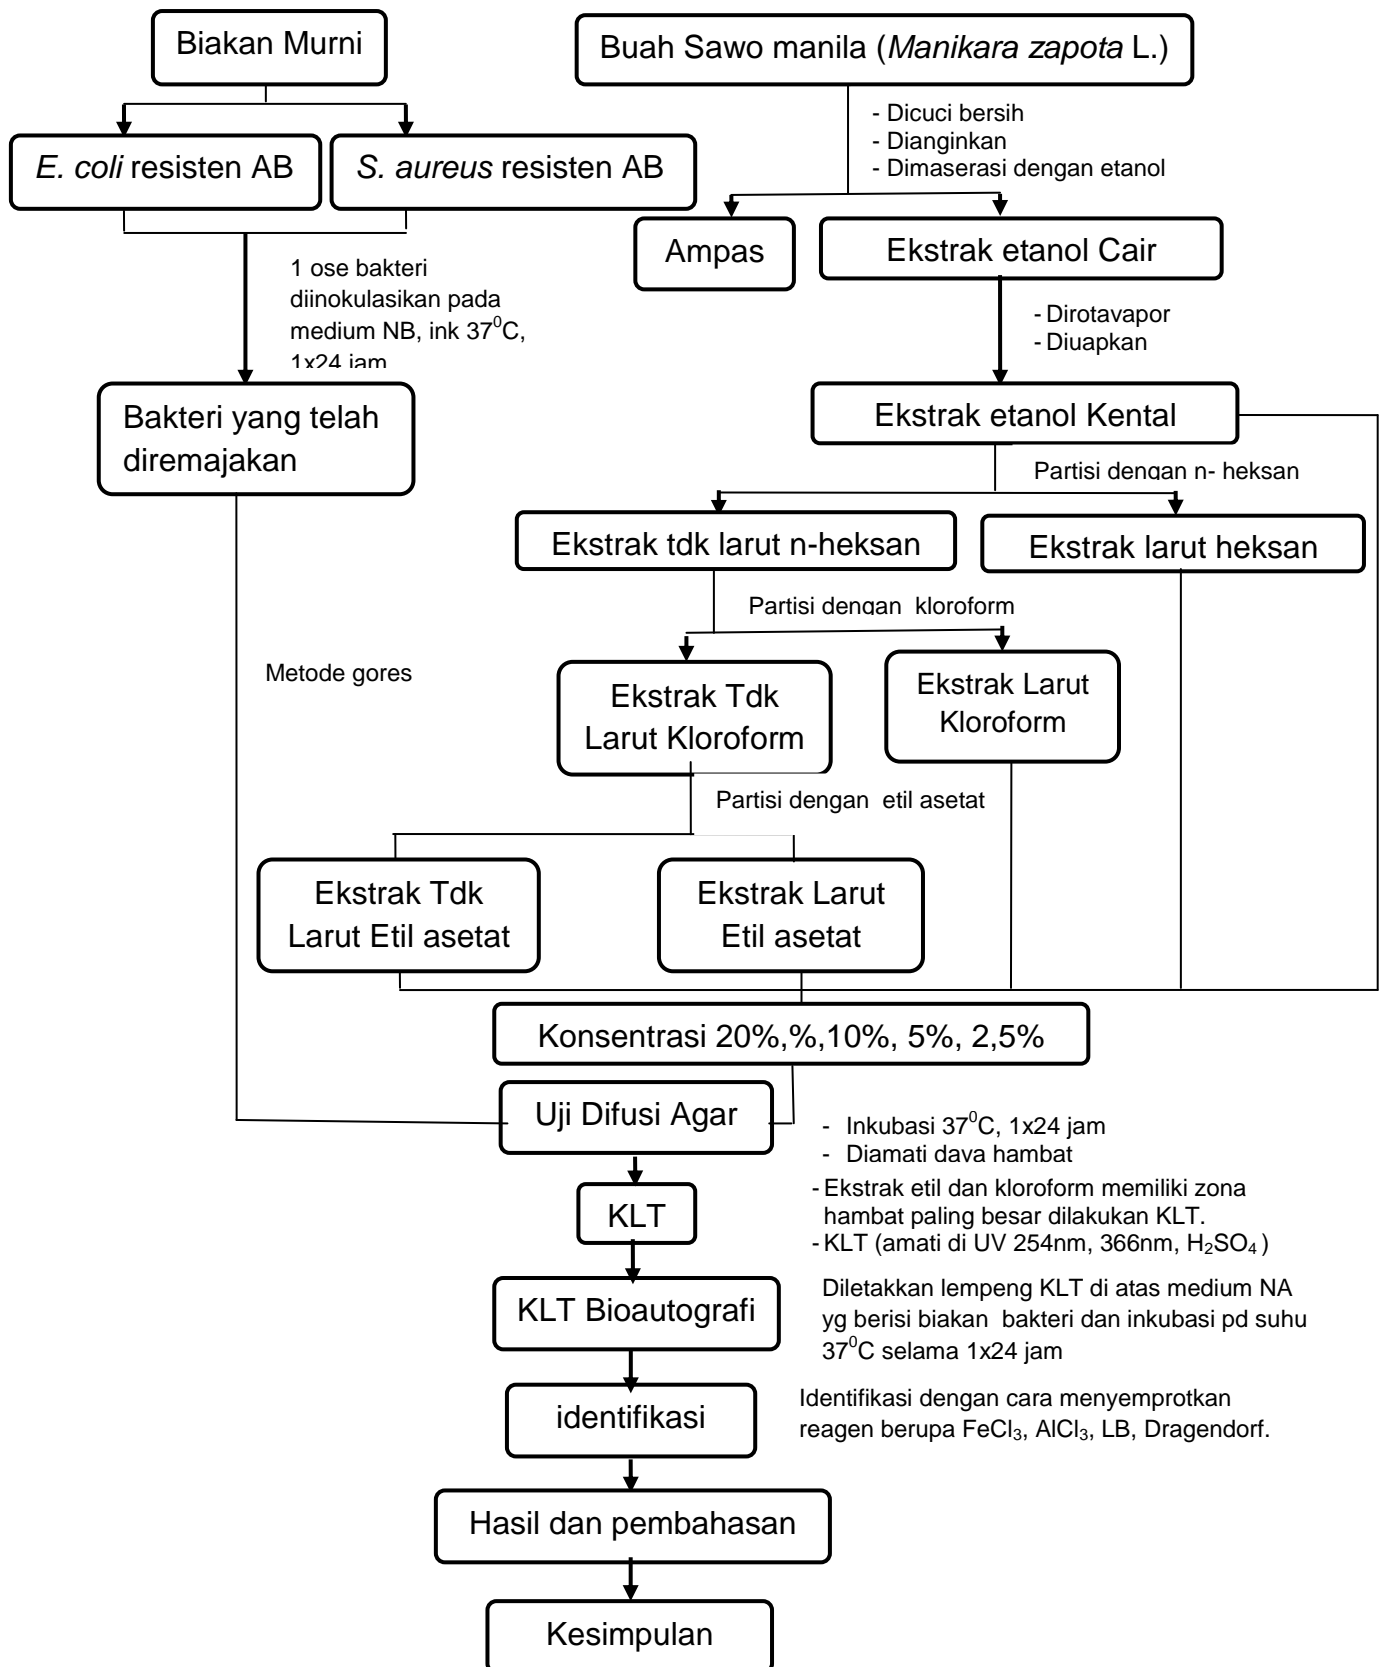 Biakan Murni
Buah Sawo manila (Manikara zapota L.)
- Dicuci bersih
- Dianginkan
- Dimaserasi dengan etanol
E. coli resisten AB
S. aureus resisten AB
Ampas
Ekstrak etanol Cair
1 ose bakteri
diinokulasikan pada
medium NB, ink 37⁰C,
1x24 jam
- Dirotavapor
- Diuapkan
Bakteri yang telah
diremajakan
Ekstrak etanol Kental
Partisi dengan n- heksan
Ekstrak tdk larut n-heksan
Ekstrak larut heksan
Partisi dengan kloroform
Metode gores
Ekstrak Tdk
Larut Kloroform
Ekstrak Larut
Kloroform
Partisi dengan etil asetat
Ekstrak Tdk
Larut Etil asetat
Ekstrak Larut
Etil asetat
Konsentrasi 20%,%,10%, 5%, 2,5%
Uji Difusi Agar
- Inkubasi 37⁰C, 1x24 jam
- Diamati daya hambat
KLT
- Ekstrak etil dan kloroform memiliki zona
hambat paling besar dilakukan KLT.
- KLT (amati di UV 254nm, 366nm, H₂SO₄ )
KLT Bioautografi
Diletakkan lempeng KLT di atas medium NA
yg berisi biakan bakteri dan inkubasi pd suhu
37⁰C selama 1x24 jam
identifikasi
Identifikasi dengan cara menyemprotkan
reagen berupa FeCl₃, AlCl₃, LB, Dragendorf.
Hasil dan pembahasan
Kesimpulan